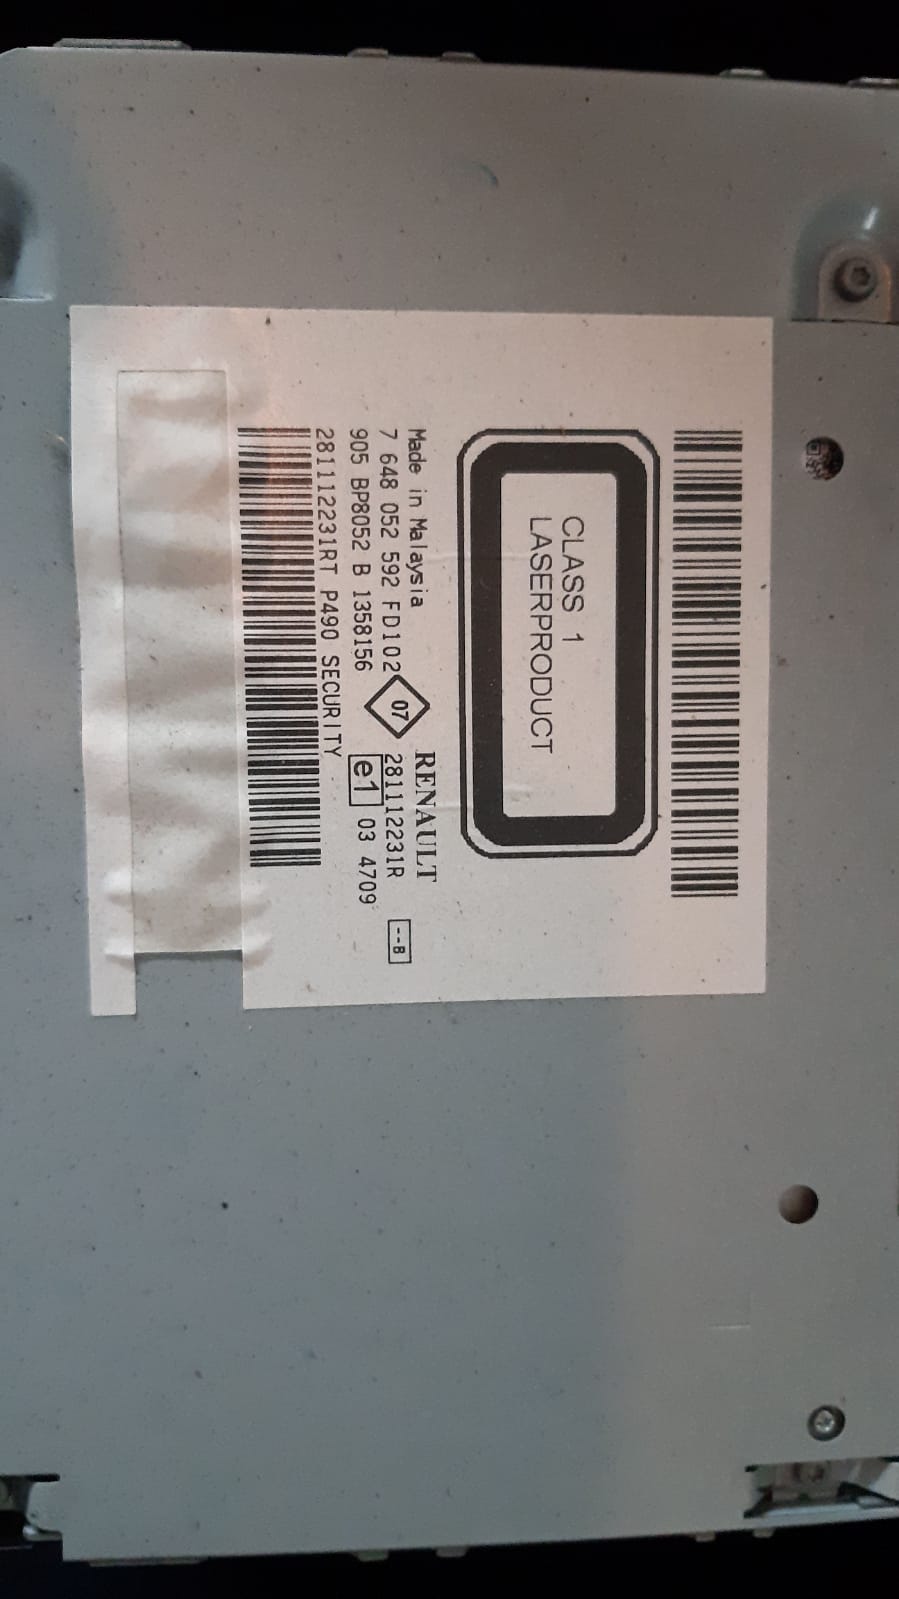 CLASS 1
LASERPRODUCT
Made in Malaysia RENAULT
7 648 052 592 FD102 07 281112231R --B
905 BP8052 B 1358156 e1 03 4709
281112231RT P490 SECURITY